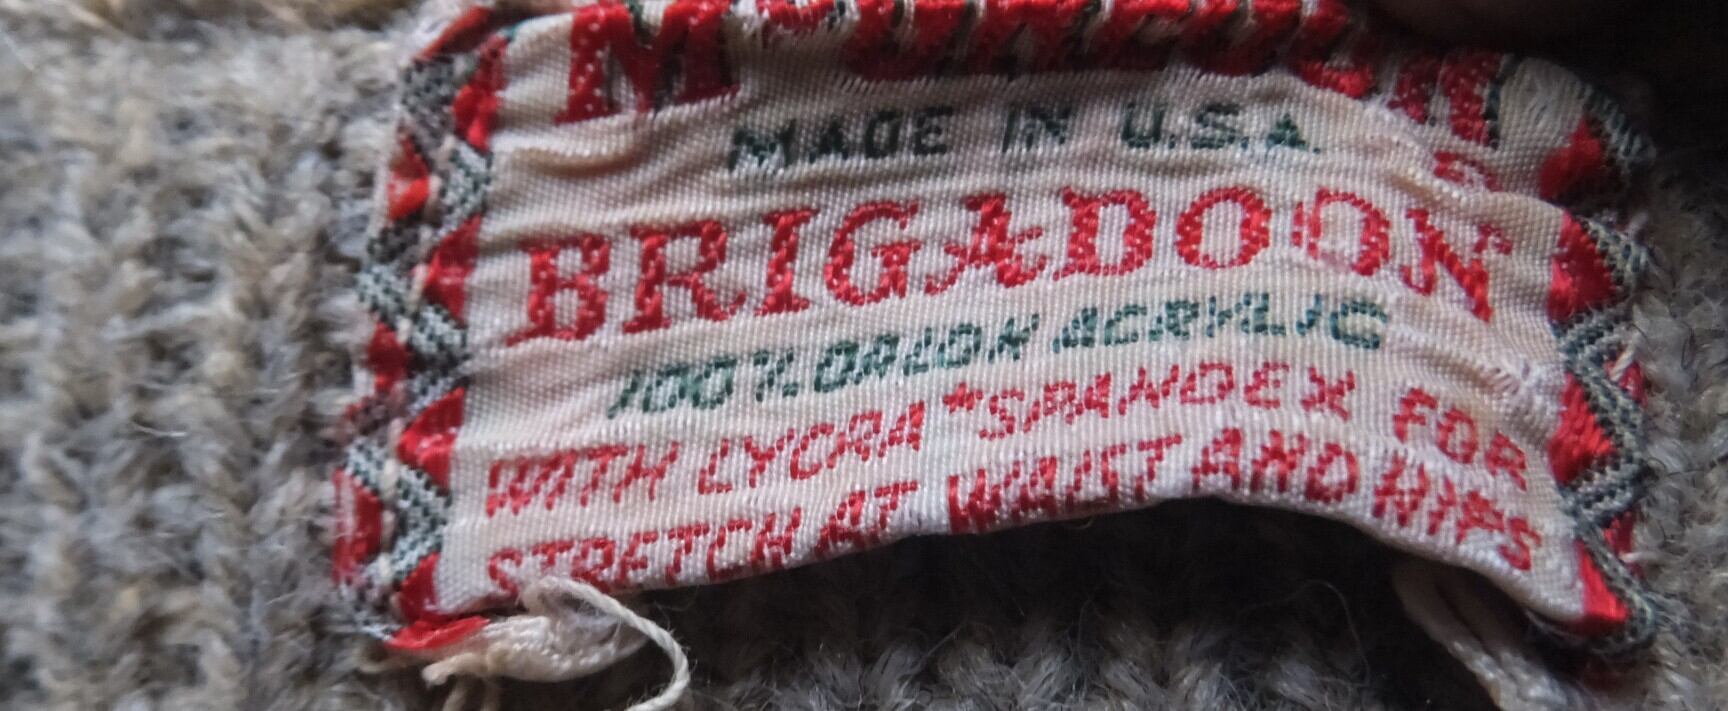 MADE IN U.S.A.
BRIGADOON
100% ORLON ACRYLIC
WITH LYCRA *SPANDEX FOR
STRETCH AT WAIST AND HIPS